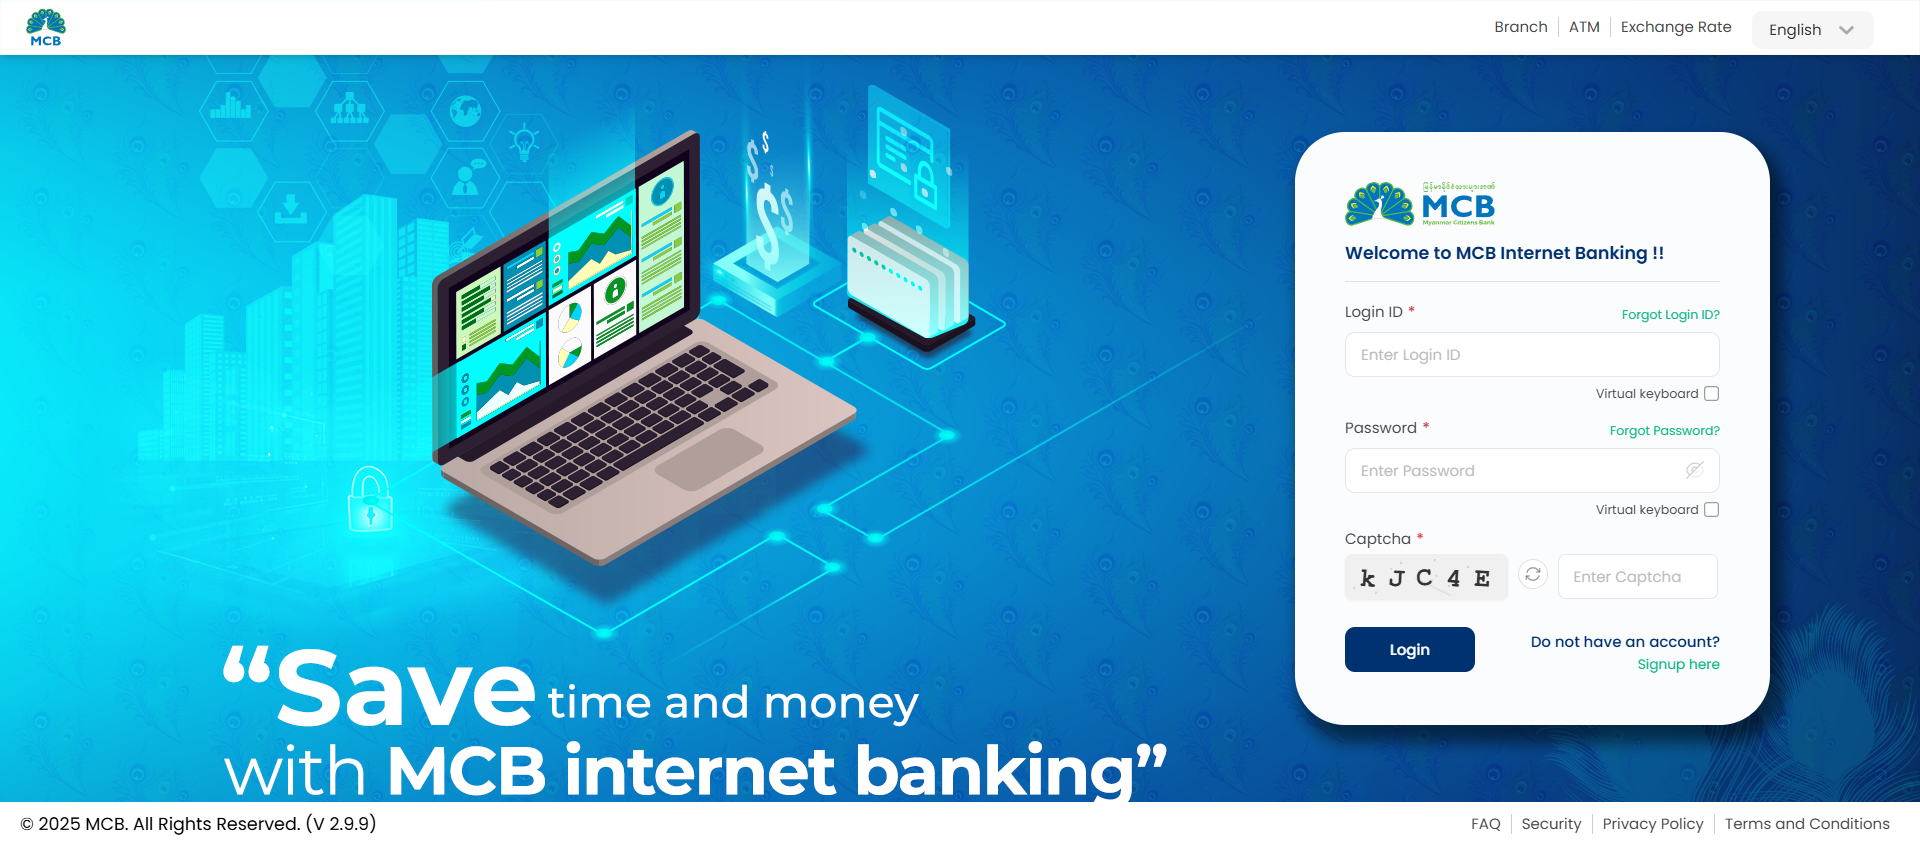 MCB
Branch
ATM
Exchange Rate
English
မြန်မာနိုင်ငံသားများဘဏ်
MCB
Myanmar Citizens Bank
Welcome to MCB Internet Banking !!
Login ID *
Forgot Login ID?
Enter Login ID
Virtual keyboard
Password *
Forgot Password?
Enter Password
Virtual keyboard
Captcha *
k J C 4 E
Enter Captcha
Login
Do not have an account?
Signup here
“Save time and money
with MCB internet banking”
© 2025 MCB. All Rights Reserved. (V 2.9.9)
FAQ
Security
Privacy Policy
Terms and Conditions